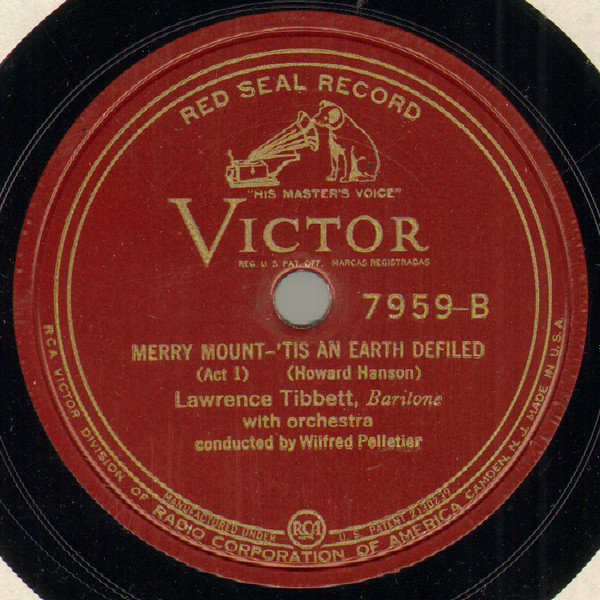 RED SEAL RECORD
"HIS MASTER'S VOICE"
VICTOR
REG. U. S. PAT. OFF. MARCAS REGISTRADAS
7959-B
MERRY MOUNT-'TIS AN EARTH DEFILED
(Act 1) (Howard Hanson)
Lawrence Tibbett, Baritone
with orchestra
conducted by Wilfred Pelletier
MANUFACTURED UNDER RCA U. S. PATENT 2130239
RCA VICTOR DIVISION OF RADIO CORPORATION OF AMERICA CAMDEN, N. J. MADE IN U.S.A.